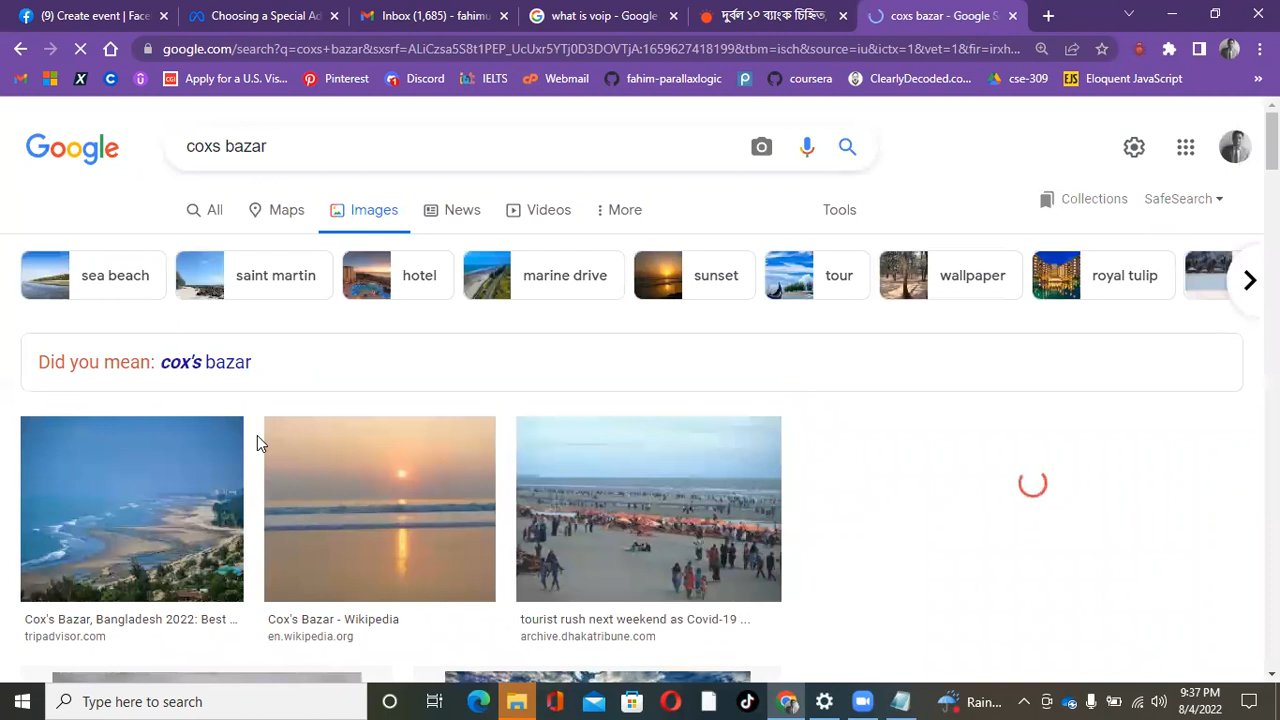 (9) Create a post | Face
Choosing a Special Ad
Inbox (1,685) - fahimu
what is voip - Google
দুর্বল ১০ ব্যাংক চিহ্নিত,
coxs bazar - Google S
google.com/search?q=coxs+bazar&sxsrf=ALiCzsa5S8t1PEP_UcUxr5YTj0D3DOVTjA:1659627418199&tbm=isch&source=iu&ictx=1&vet=1&fir=irxh...
Apply for a U.S. Vis...
Pinterest
Discord
IELTS
Webmail
fahim-parallaxlogic
coursera
ClearlyDecoded.co...
cse-309
EJS
Eloquent JavaScript
»
Google
coxs bazar
All
Maps
Images
News
Videos
More
Tools
Collections
SafeSearch
sea beach
saint martin
hotel
marine drive
sunset
tour
wallpaper
royal tulip
Did you mean: cox's bazar
Cox's Bazar, Bangladesh 2022: Best ...
tripadvisor.com
Cox's Bazar - Wikipedia
en.wikipedia.org
tourist rush next weekend as Covid-19 ...
archive.dhakatribune.com
Type here to search
Rain...
9:37 PM
8/4/2022